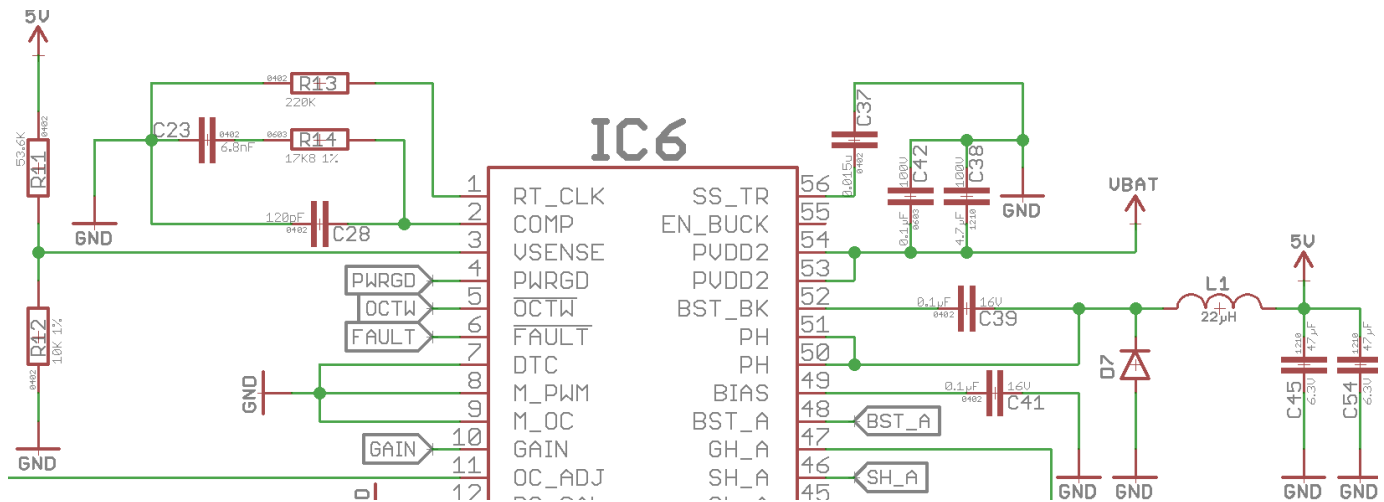 5V
53.6K
0402
R11
R12
10K 1%
0402
GND
0402
R13
220K
C23
0402
6.8nF
0603
R14
17K8 1%
120pF
0402
C28
GND
PWRGD
OCTW
FAULT
GND
GAIN
IC6
1 RT_CLK
2 COMP
3 VSENSE
4 PWRGD
5 OCTW
6 FAULT
7 DTC
8 M_PWM
9 M_OC
10 GAIN
11 OC_ADJ
12
SS_TR 56
EN_BUCK 55
PVDD2 54
PVDD2 53
BST_BK 52
PH 51
PH 50
BIAS 49
BST_A 48
GH_A 47
SH_A 46
45
C37
0.015u
0402
100V
C42
0.1µF
0603
100V
C38
4.7µF
1210
GND
VBAT
0.1µF
0402
16V
C39
0.1µF
0402
16V
C41
BST_A
SH_A
GND
D7
GND
L1
22µH
5V
1210
47µF
C45
6.3V
GND
1210
47µF
C54
6.3V
GND